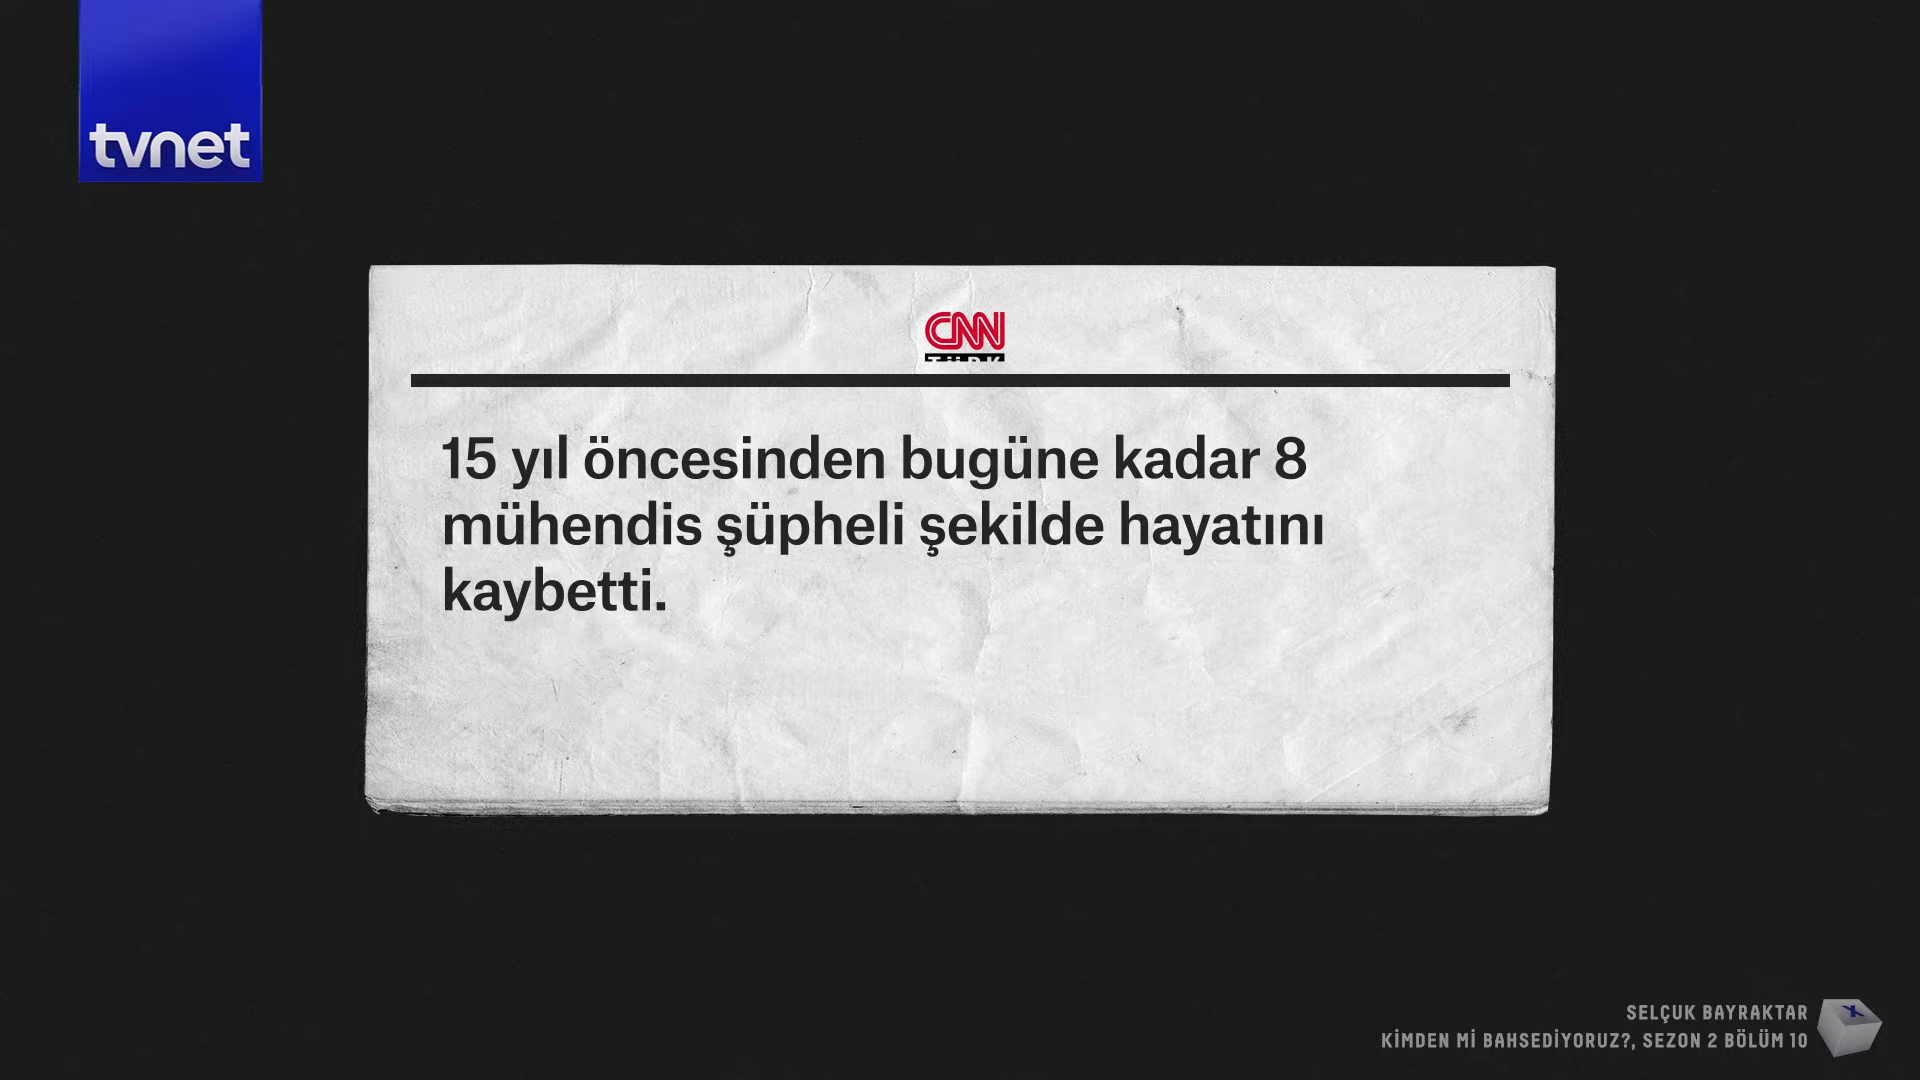 tvnet
CNN
TÜRK
15 yıl öncesinden bugüne kadar 8
mühendis şüpheli şekilde hayatını
kaybetti.
SELÇUK BAYRAKTAR
KİMDEN Mİ BAHSEDİYORUZ?, SEZON 2 BÖLÜM 10